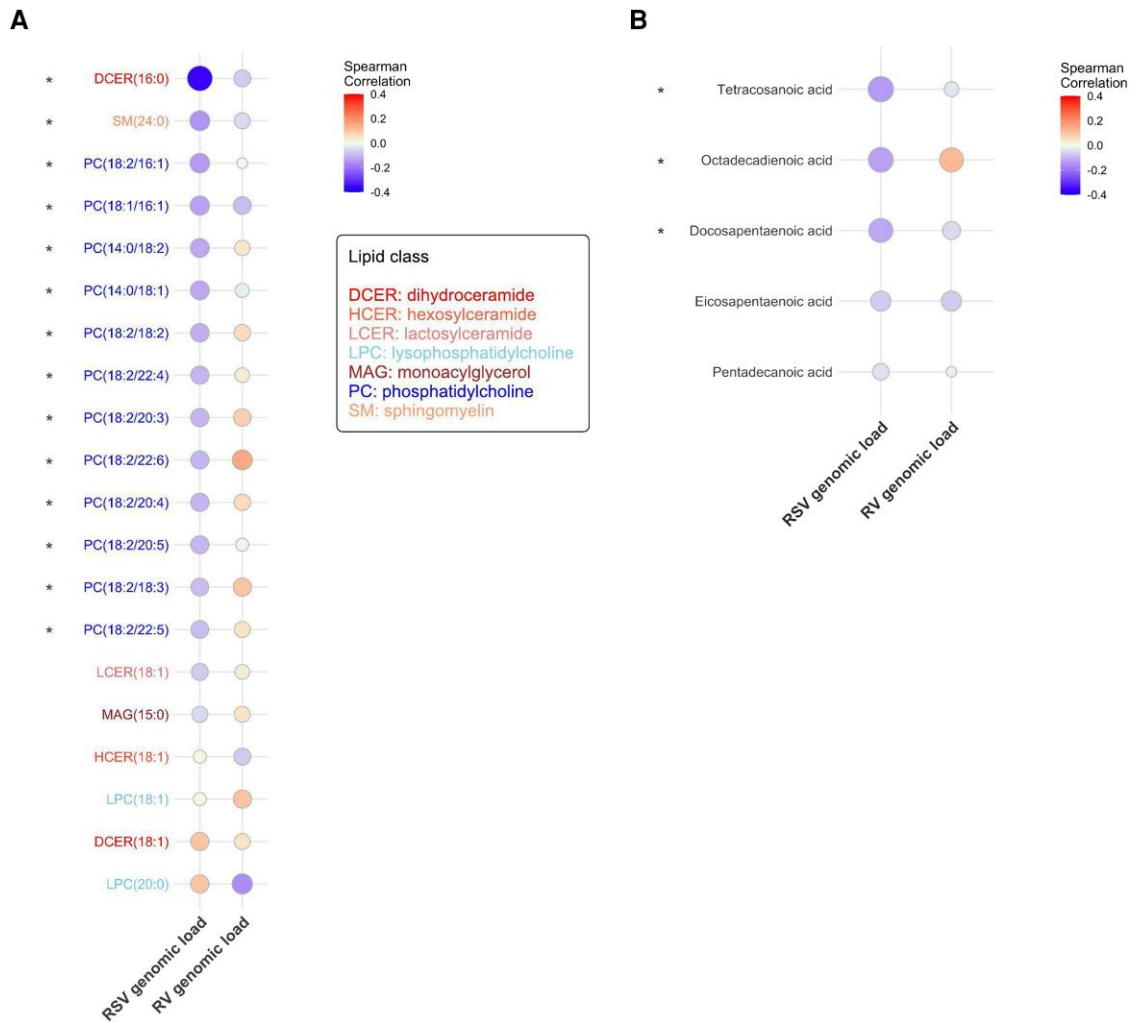 A
* DCER(16:0)
* SM(24:0)
* PC(18:2/16:1)
* PC(18:1/16:1)
* PC(14:0/18:2)
* PC(14:0/18:1)
* PC(18:2/18:2)
* PC(18:2/22:4)
* PC(18:2/20:3)
* PC(18:2/22:6)
* PC(18:2/20:4)
* PC(18:2/20:5)
* PC(18:2/18:3)
* PC(18:2/22:5)
LCER(18:1)
MAG(15:0)
HCER(18:1)
LPC(18:1)
DCER(18:1)
LPC(20:0)
RSV genomic load
RV genomic load
Spearman
Correlation
0.4
0.2
0.0
-0.2
-0.4
Lipid class
DCER: dihydroceramide
HCER: hexosylceramide
LCER: lactosylceramide
LPC: lysophosphatidylcholine
MAG: monoacylglycerol
PC: phosphatidylcholine
SM: sphingomyelin
B
* Tetracosanoic acid
* Octadecadienoic acid
* Docosapentaenoic acid
Eicosapentaenoic acid
Pentadecanoic acid
RSV genomic load
RV genomic load
Spearman
Correlation
0.4
0.2
0.0
-0.2
-0.4